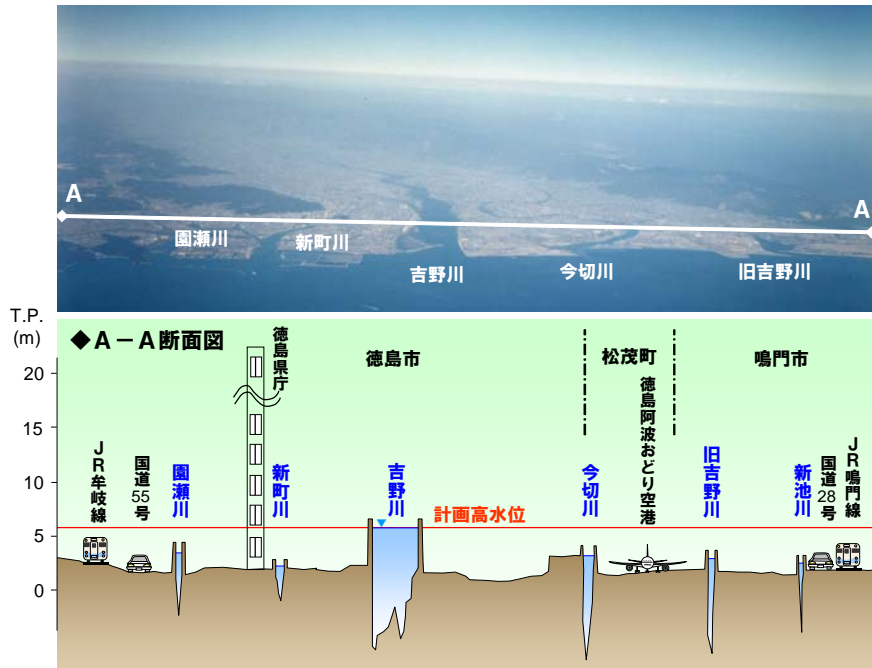 A
A
園瀬川
新町川
吉野川
今切川
旧吉野川
T.P.
(m)
◆A－A断面図
徳島県庁
徳島市
松茂町
鳴門市
20
15
10
5
0
JR牟岐線
国道55号
園瀬川
新町川
吉野川
計画高水位
今切川
徳島阿波おどり空港
旧吉野川
新池川
国道28号
JR鳴門線